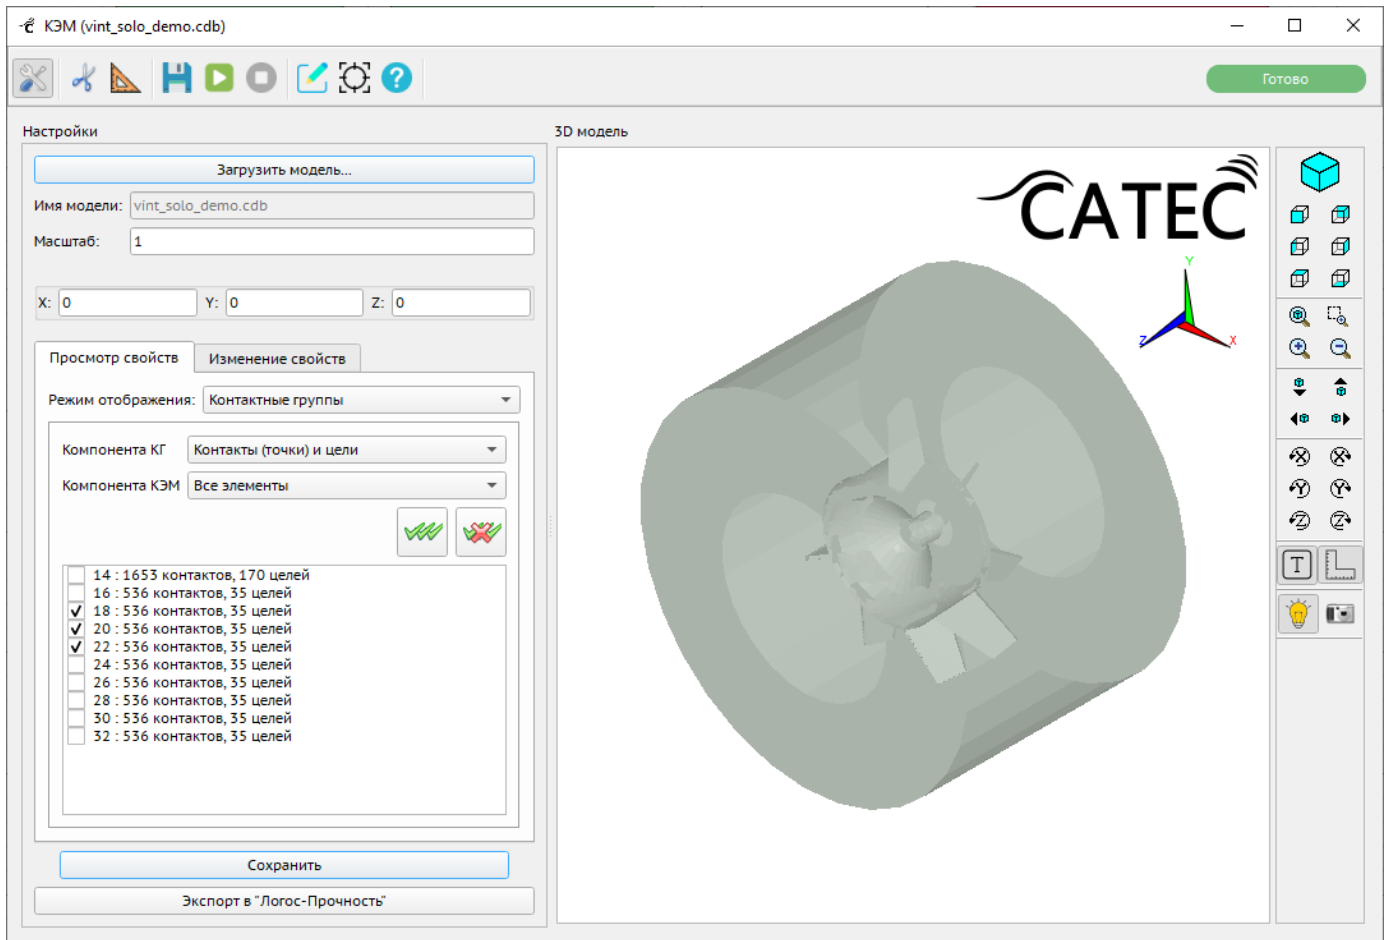 КЭМ (vint_solo_demo.cdb)
Готово
Настройки
3D модель
Загрузить модель...
Имя модели: vint_solo_demo.cdb
Масштаб: 1
X: 0 Y: 0 Z: 0
Просмотр свойств Изменение свойств
Режим отображения: Контактные группы
Компонента КГ Контакты (точки) и цели
Компонента КЭМ Все элементы
14 : 1653 контактов, 170 целей
16 : 536 контактов, 35 целей
18 : 536 контактов, 35 целей
20 : 536 контактов, 35 целей
22 : 536 контактов, 35 целей
24 : 536 контактов, 35 целей
26 : 536 контактов, 35 целей
28 : 536 контактов, 35 целей
30 : 536 контактов, 35 целей
32 : 536 контактов, 35 целей
Сохранить
Экспорт в "Логос-Прочность"
CATEC
Y
Z X
X X
Y Y
Z Z
T